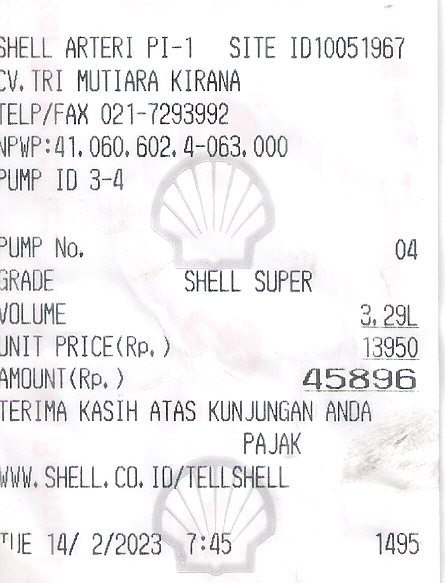 SHELL ARTERI PI-1 SITE ID10051967
CV. TRI MUTIARA KIRANA
TELP/FAX 021-7293992
NPWP:41.060.602.4-063.000
PUMP ID 3-4
PUMP No. 04
GRADE SHELL SUPER
VOLUME 3,29L
UNIT PRICE(Rp.) 13950
AMOUNT(Rp.) 45896
TERIMA KASIH ATAS KUNJUNGAN ANDA
PAJAK
WWW.SHELL.CO.ID/TELLSHELL
TUE 14/ 2/2023 7:45 1495